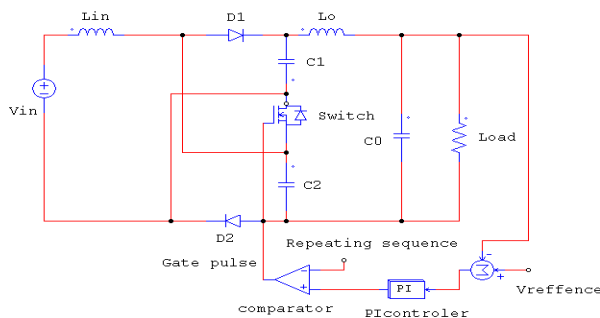 Lin
D1
Lo
C1
Vin
Switch
C0
Load
C2
D2
Repeating sequence
Gate pulse
-
+
-
+
Σ
PI
Vreffence
comparator
PIcontroler